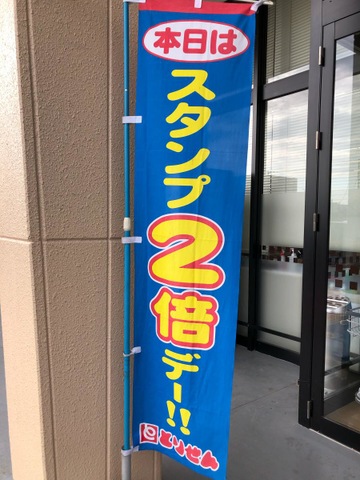 本日は
スタンプ
2倍
デー!!
とりせん